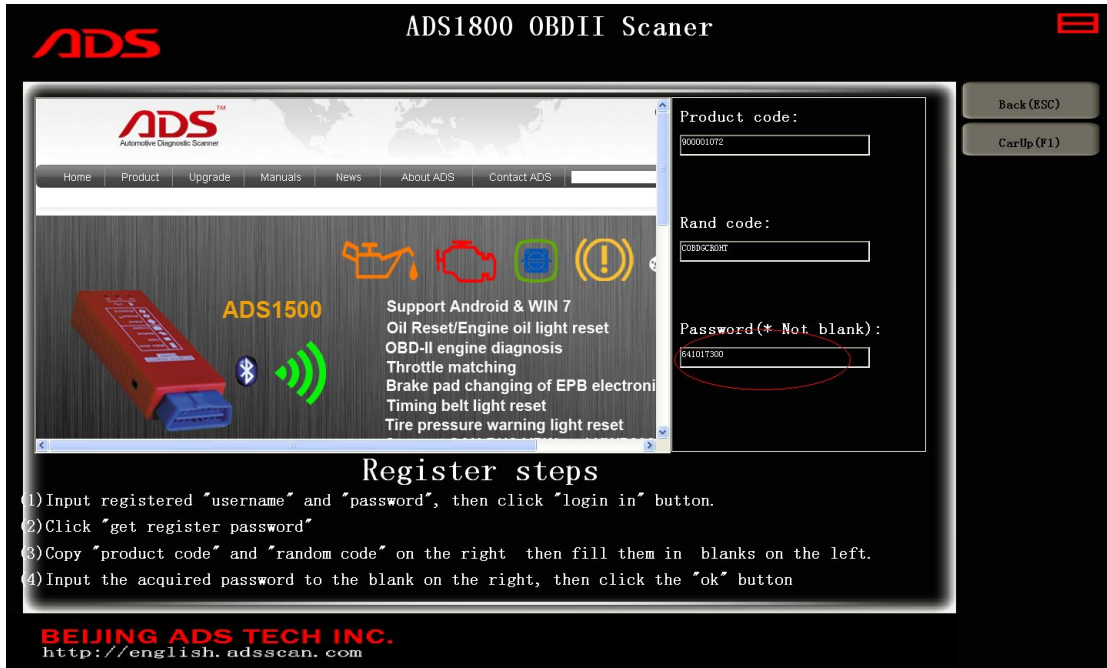 ADS1800 OBDII Scaner
ADS
Back(ESC)
CarUp(F1)
ADS™
Automotive Diagnostic Scanner
Home Product Upgrade Manuals News About ADS Contact ADS
ADS1500
Support Android & WIN 7
Oil Reset/Engine oil light reset
OBD-II engine diagnosis
Throttle matching
Brake pad changing of EPB electroni
Timing belt light reset
Tire pressure warning light reset
Product code:
900001072
Rand code:
COBDGCROHT
Password(* Not blank):
641017300
Register steps
(1)Input registered "username" and "password", then click "login in" button.
(2)Click "get register password"
(3)Copy "product code" and "random code" on the right then fill them in blanks on the left.
(4)Input the acquired password to the blank on the right, then click the "ok" button
BEIJING ADS TECH INC.
http://english.adsscan.com